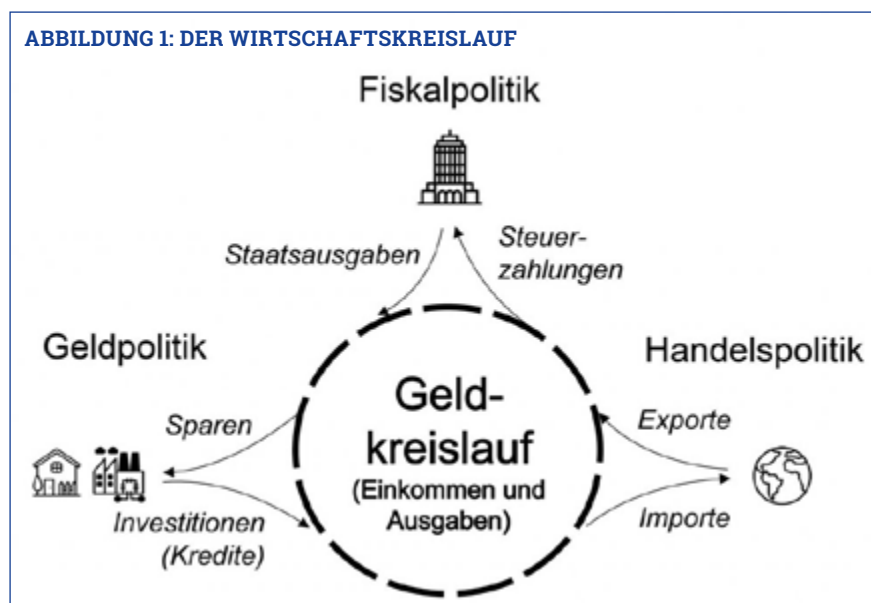 ABBILDUNG 1: DER WIRTSCHAFTSKREISLAUF
Fiskalpolitik
Staatsausgaben
Steuer-
zahlungen
Geldpolitik
Sparen
Investitionen
(Kredite)
Geld-
kreislauf
(Einkommen und
Ausgaben)
Handelspolitik
Exporte
Importe